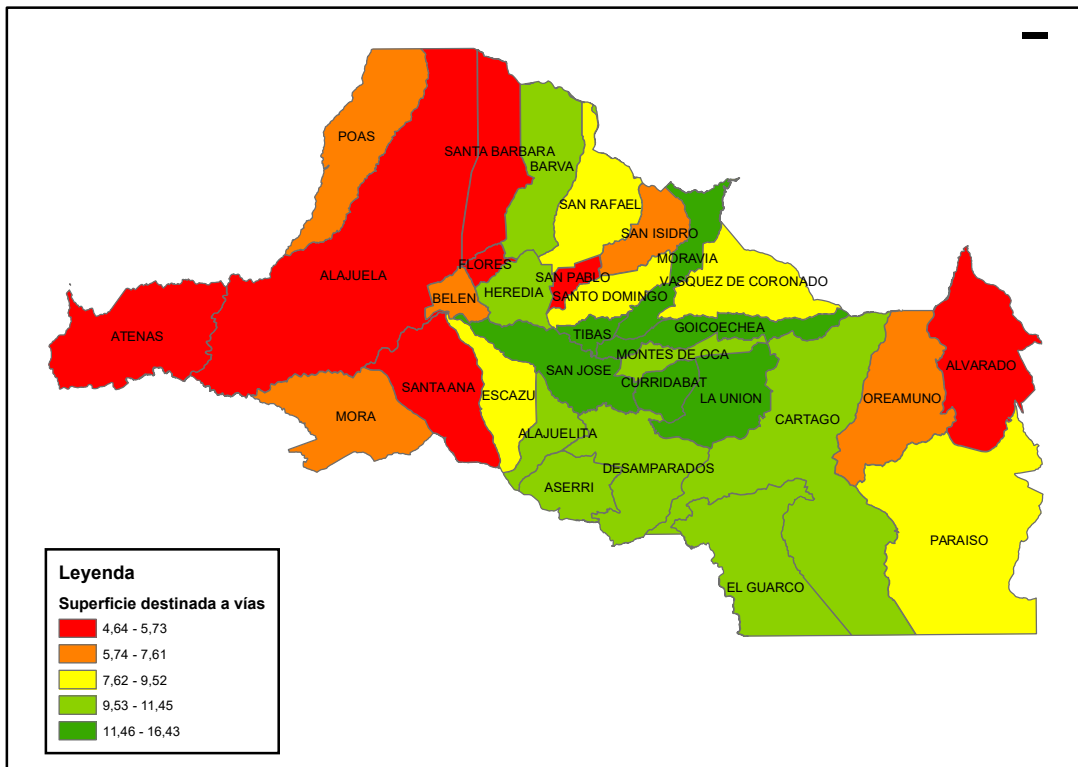 POAS
SANTA BARBARA
BARVA
SAN RAFAEL
SAN ISIDRO
MORAVIA
ALAJUELA
FLORES
SAN PABLO
VASQUEZ DE CORONADO
BELEN
HEREDIA
SANTO DOMINGO
ATENAS
TIBAS
GOICOECHEA
MONTES DE OCA
ALVARADO
SAN JOSE
CURRIDABAT
SANTA ANA
ESCAZU
LA UNION
OREAMUNO
MORA
CARTAGO
ALAJUELITA
DESAMPARADOS
ASERRI
PARAISO
EL GUARCO
Leyenda
Superficie destinada a vías
4,64 - 5,73
5,74 - 7,61
7,62 - 9,52
9,53 - 11,45
11,46 - 16,43